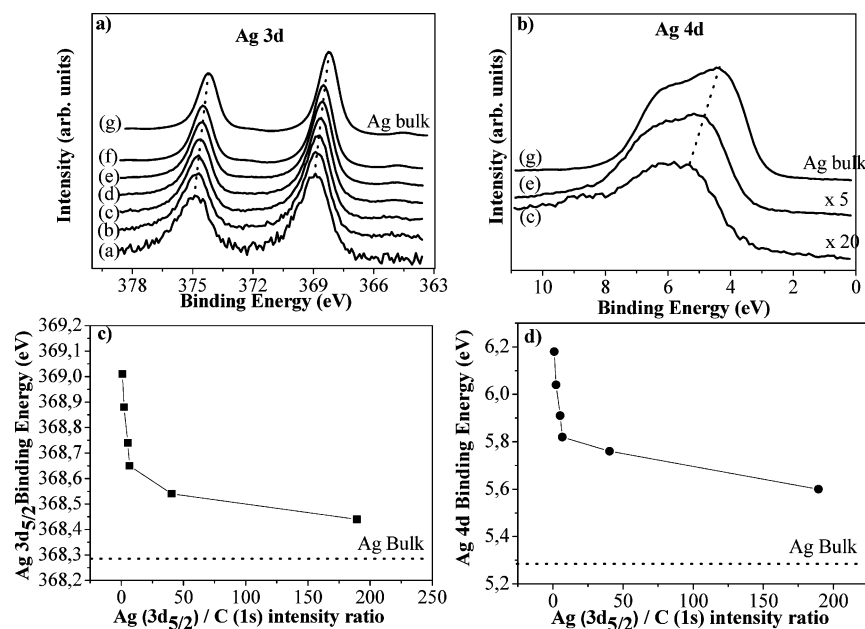 a)
Ag 3d
Intensity (arb. units)
(g)
Ag bulk
(f)
(e)
(d)
(c)
(b)
(a)
378 375 372 369 366 363
Binding Energy (eV)
b)
Ag 4d
Intensity (arb. units)
(g)
Ag bulk
(e)
x 5
(c)
x 20
10 8 6 4 2 0
Binding Energy (eV)
c)
Ag 3d5/2 Binding Energy (eV)
369,2
369,1
369,0
368,9
368,8
368,7
368,6
368,5
368,4
368,3
368,2
Ag Bulk
0 50 100 150 200 250
Ag (3d5/2) / C (1s) intensity ratio
d)
Ag 4d Binding Energy (eV)
6,2
6,0
5,8
5,6
5,4
5,2
Ag Bulk
0 50 100 150 200
Ag (3d5/2) / C (1s) intensity ratio